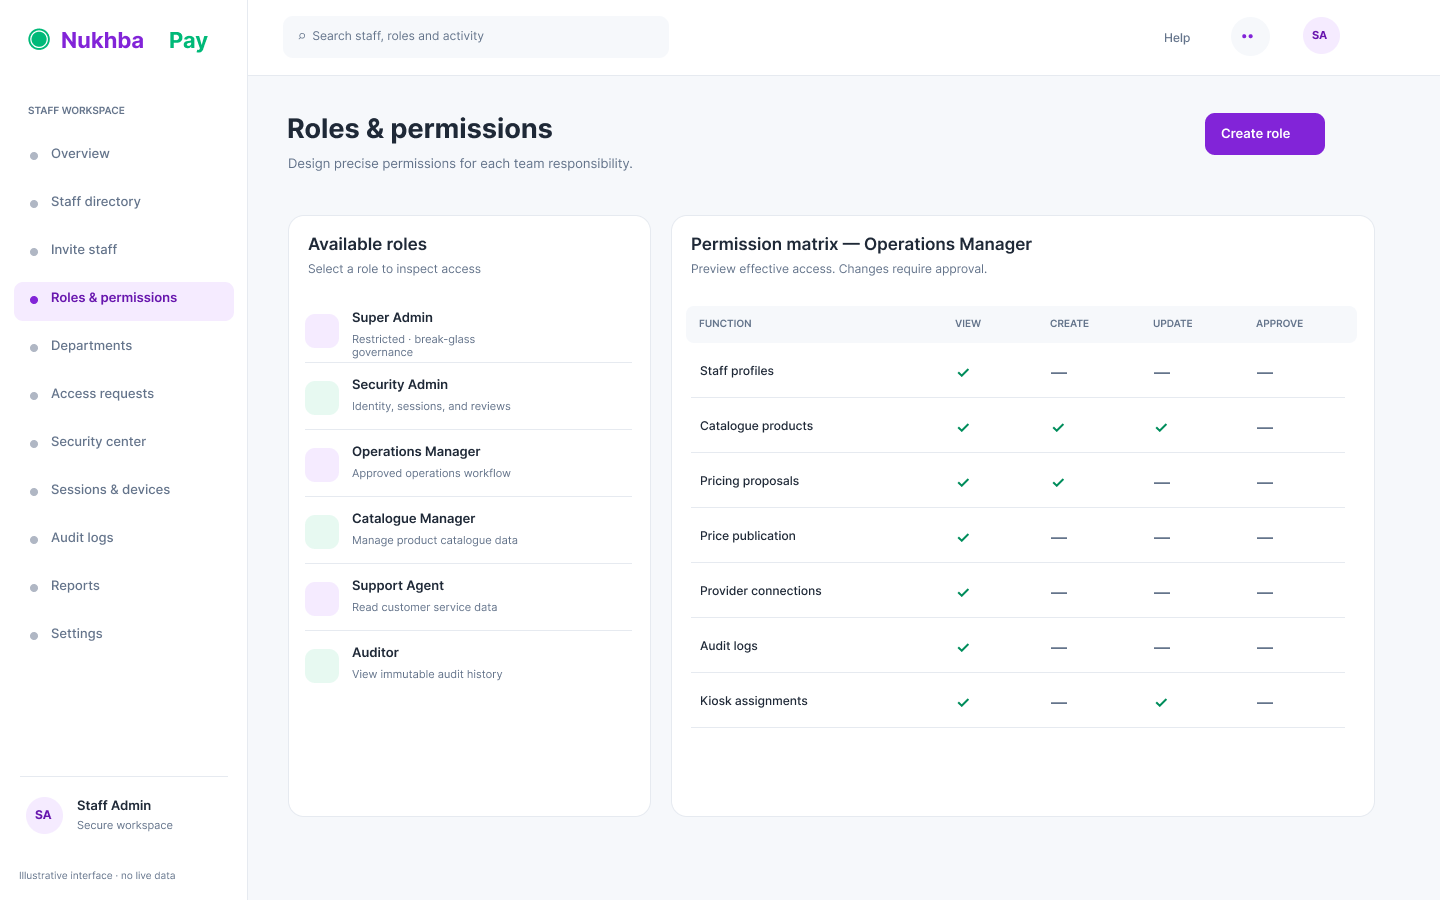 Nukhba Pay
Search staff, roles and activity
Help
SA
STAFF WORKSPACE
Overview
Staff directory
Invite staff
Roles & permissions
Departments
Access requests
Security center
Sessions & devices
Audit logs
Reports
Settings
SA
Staff Admin
Secure workspace
Illustrative interface · no live data
Roles & permissions
Design precise permissions for each team responsibility.
Create role
Available roles
Select a role to inspect access
Super Admin
Restricted · break-glass
governance
Security Admin
Identity, sessions, and reviews
Operations Manager
Approved operations workflow
Catalogue Manager
Manage product catalogue data
Support Agent
Read customer service data
Auditor
View immutable audit history
Permission matrix — Operations Manager
Preview effective access. Changes require approval.
FUNCTION VIEW CREATE UPDATE APPROVE
Staff profiles ✓ — — —
Catalogue products ✓ ✓ ✓ —
Pricing proposals ✓ ✓ — —
Price publication ✓ — — —
Provider connections ✓ — — —
Audit logs ✓ — — —
Kiosk assignments ✓ — ✓ —